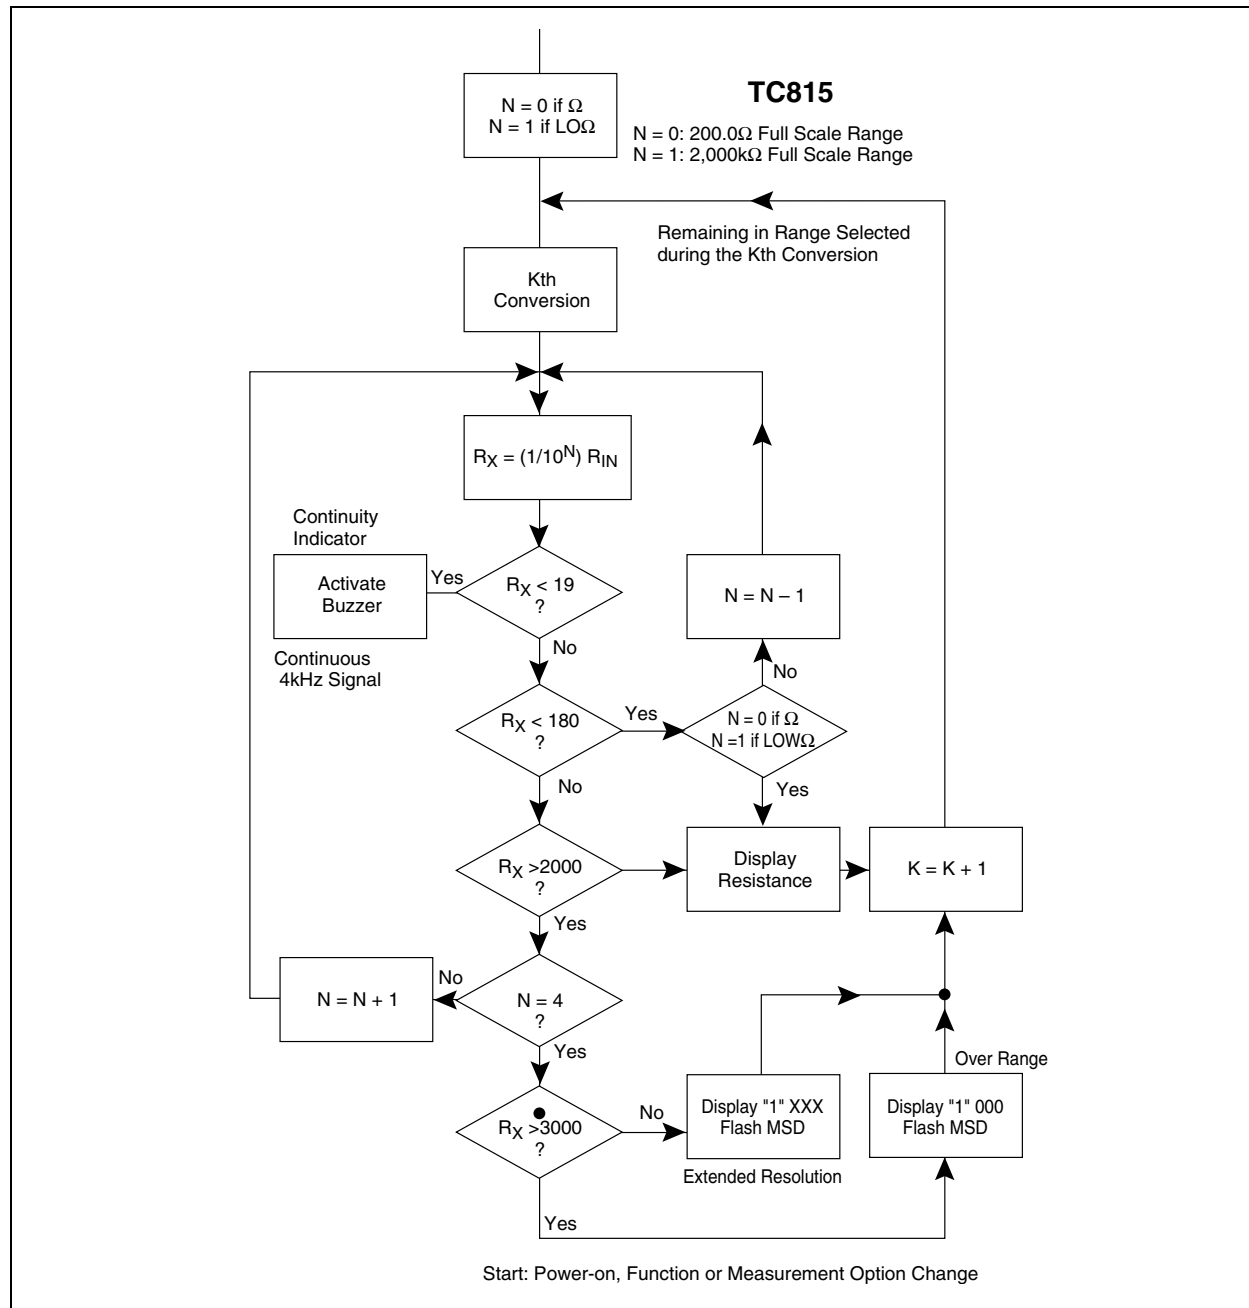 N = 0 if Ω
N = 1 if LOΩ
TC815
N = 0: 200.0Ω Full Scale Range
N = 1: 2,000kΩ Full Scale Range
Remaining in Range Selected
during the Kth Conversion
Kth
Conversion
RX = (1/10^N) RIN
Continuity
Indicator
Activate
Buzzer
Yes
RX < 19
?
N = N – 1
No
Continuous
4kHz Signal
No
RX < 180
?
Yes
N = 0 if Ω
N =1 if LOWΩ
No
Yes
RX >2000
?
Display
Resistance
K = K + 1
Yes
N = N + 1
No
N = 4
?
Yes
Over Range
RX >3000
?
No
Display "1" XXX
Flash MSD
Display "1" 000
Flash MSD
Extended Resolution
Yes
Start: Power-on, Function or Measurement Option Change